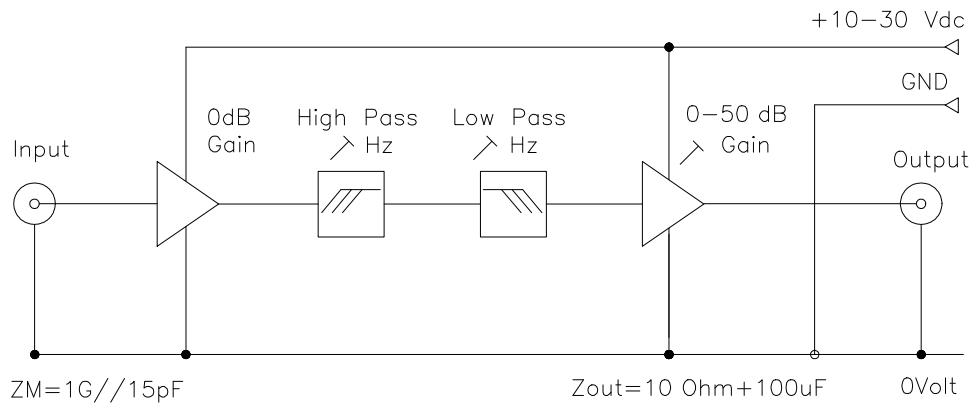 +10-30 Vdc
GND
0dB
Gain
High Pass
Hz
Low Pass
Hz
0-50 dB
Gain
Input
Output
ZM=1G//15pF
Zout=10 Ohm+100uF
0Volt